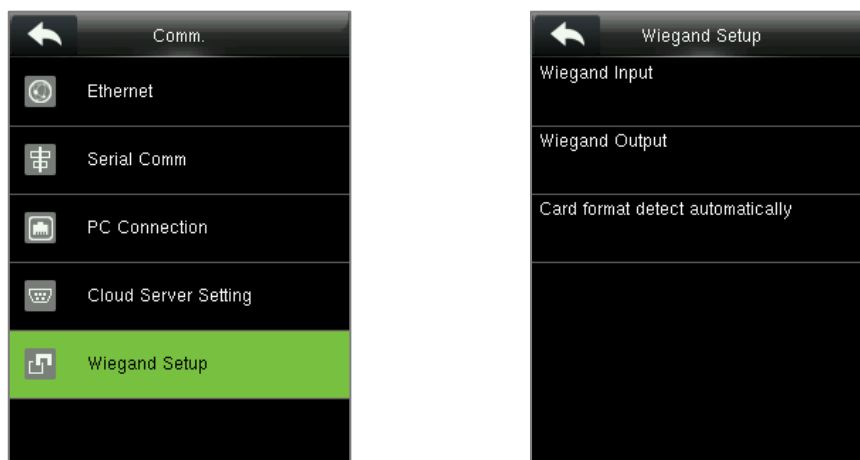 Comm.
Ethernet
Serial Comm
PC Connection
Cloud Server Setting
Wiegand Setup
Wiegand Setup
Wiegand Input
Wiegand Output
Card format detect automatically